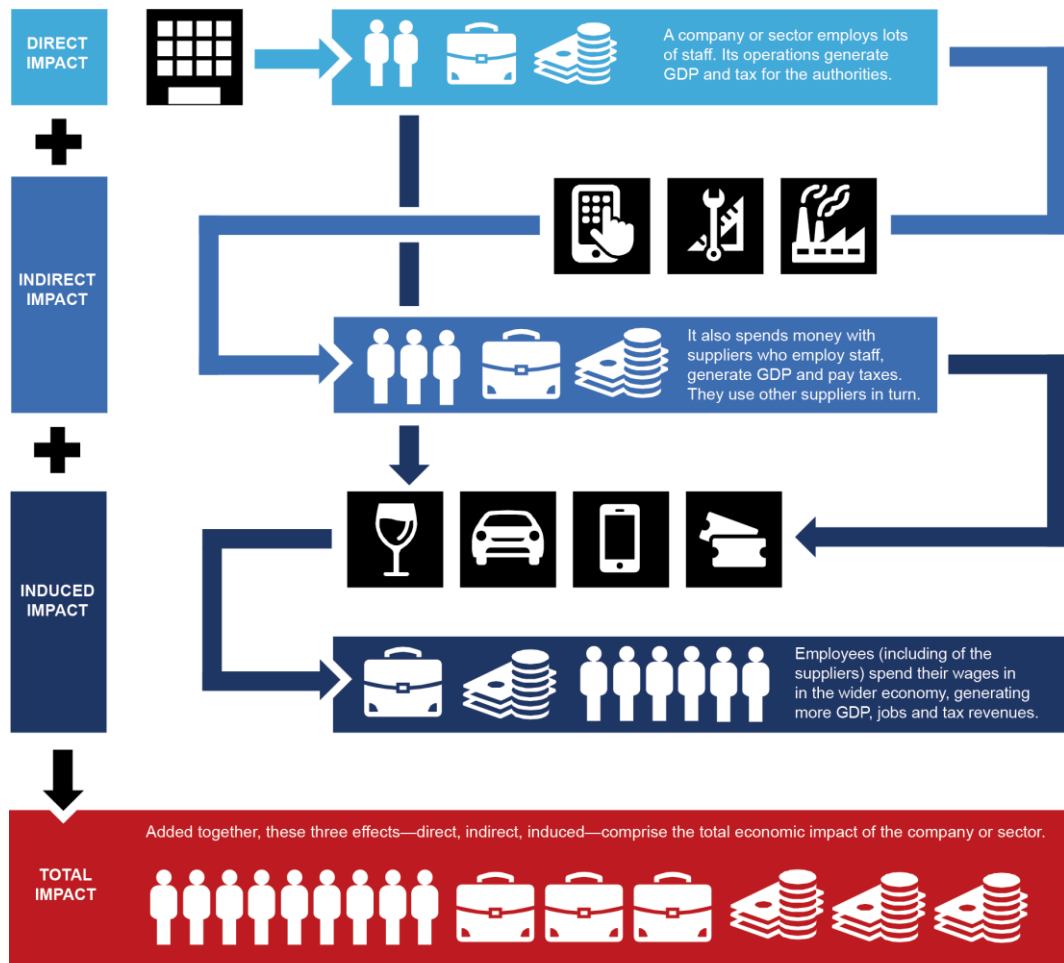 DIRECT
IMPACT
A company or sector employs lots
of staff. Its operations generate
GDP and tax for the authorities.
INDIRECT
IMPACT
It also spends money with
suppliers who employ staff,
generate GDP and pay taxes.
They use other suppliers in turn.
INDUCED
IMPACT
Employees (including of the
suppliers) spend their wages in
in the wider economy, generating
more GDP, jobs and tax revenues.
Added together, these three effects—direct, indirect, induced—comprise the total economic impact of the company or sector.
TOTAL
IMPACT